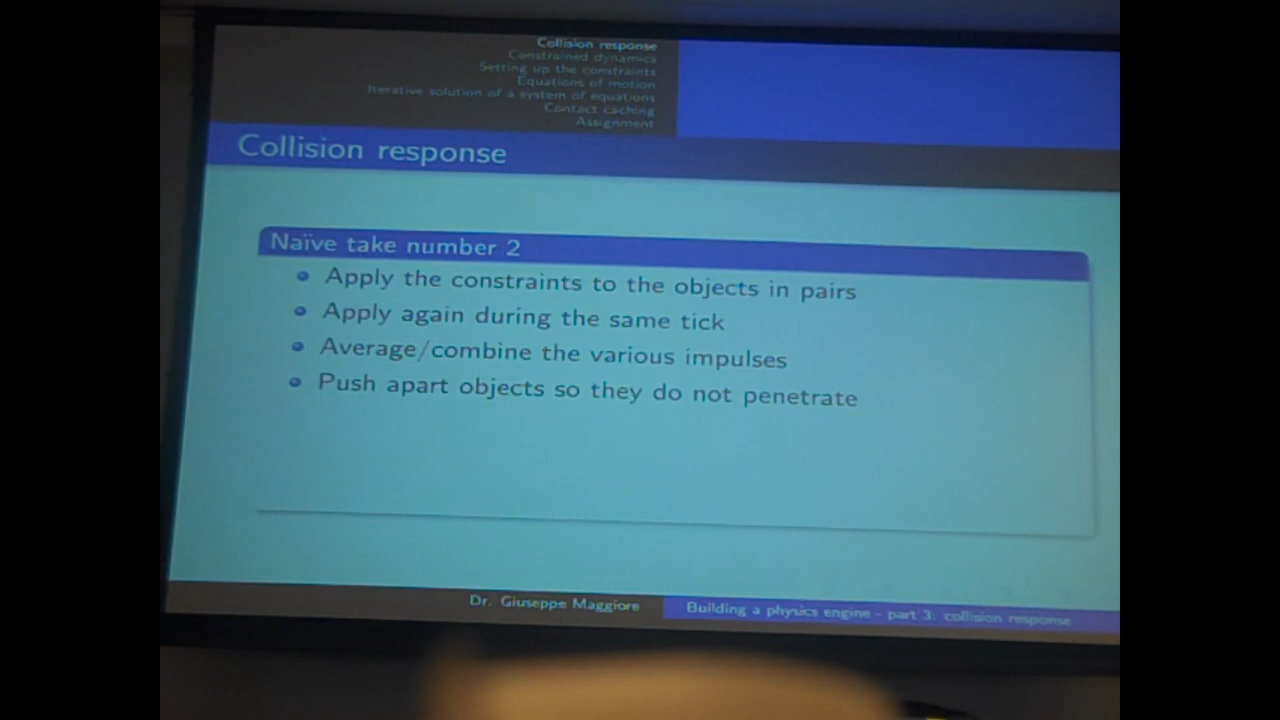 Collision response
Constrained dynamics
Setting up the constraints
Equations of motion
Iterative solution of a system of equations
Contact caching
Assignment
Collision response
Naïve take number 2
Apply the constraints to the objects in pairs
Apply again during the same tick
Average/combine the various impulses
Push apart objects so they do not penetrate
Dr. Giuseppe Maggiore
Building a physics engine - part 3: collision response